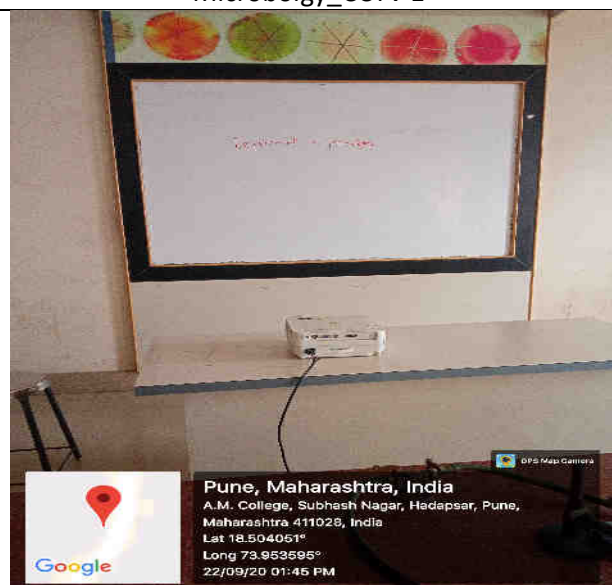 GPS Map Camera
Pune, Maharashtra, India
A.M. College, Subhash Nagar, Hadapsar, Pune,
Maharashtra 411028, India
Lat 18.504051°
Long 73.953595°
22/09/20 01:45 PM
Google